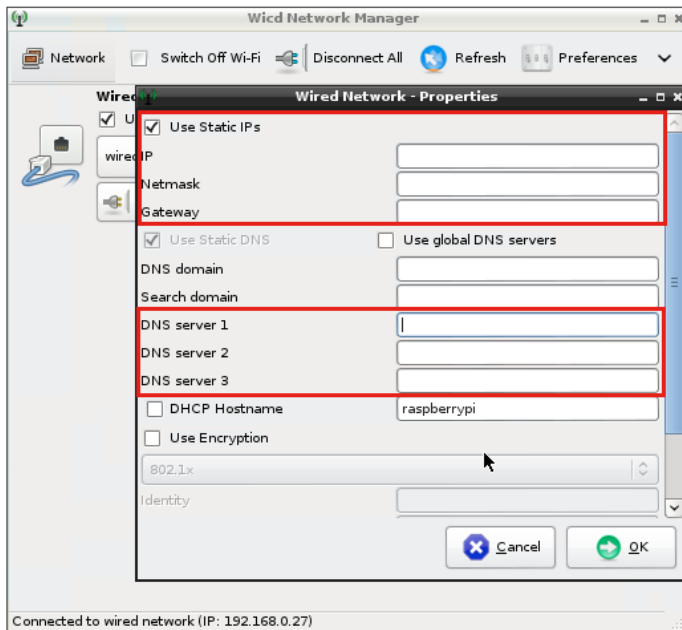 Wicd Network Manager
Network Switch Off Wi-Fi Disconnect All Refresh Preferences
Wired Network - Properties
Use Static IPs
IP
Netmask
Gateway
Use Static DNS Use global DNS servers
DNS domain
Search domain
DNS server 1
DNS server 2
DNS server 3
DHCP Hostname raspberrypi
Use Encryption
802.1x
Identity
Cancel OK
Connected to wired network (IP: 192.168.0.27)